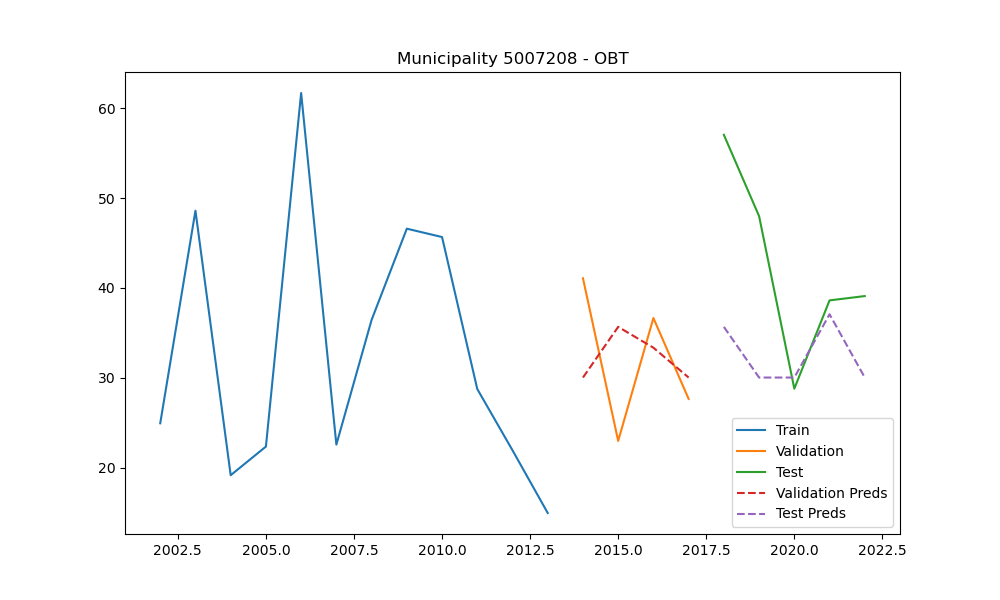 Municipality 5007208 - OBT
60
50
40
30
20
2002.5 2005.0 2007.5 2010.0 2012.5 2015.0 2017.5 2020.0 2022.5
Train
Validation
Test
Validation Preds
Test Preds